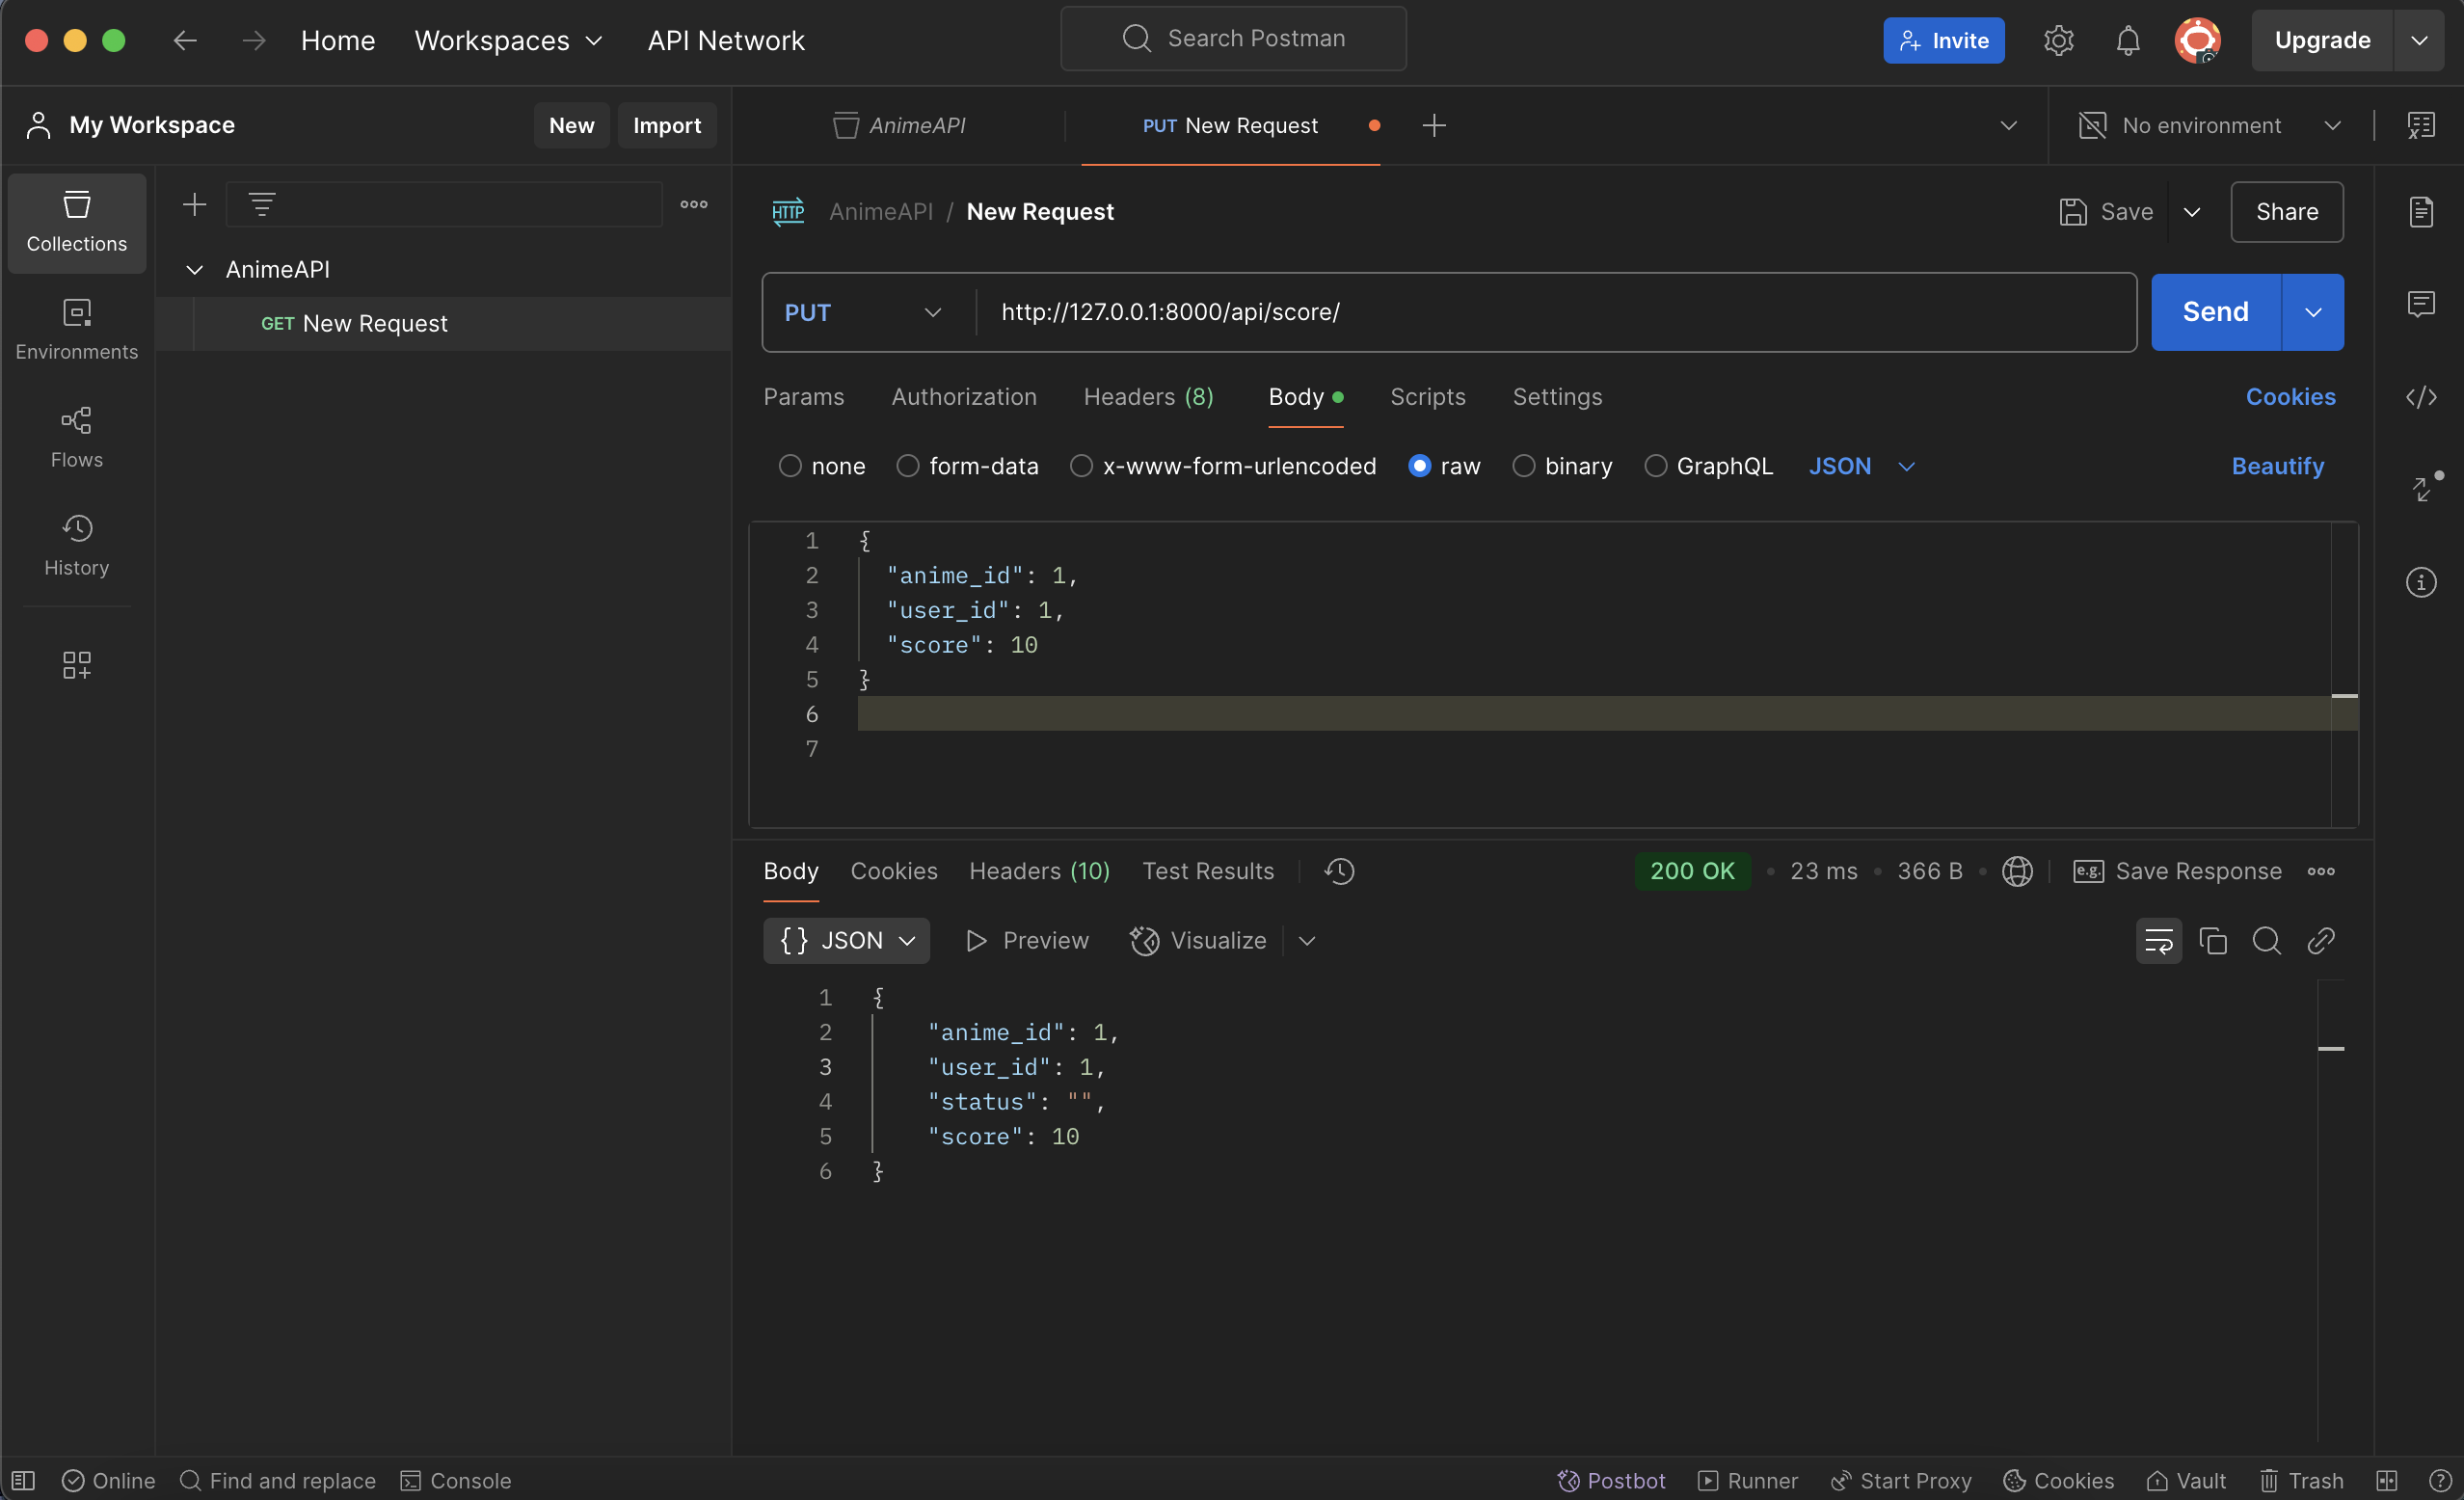 Home Workspaces API Network Search Postman Invite Upgrade
My Workspace New Import AnimeAPI PUT New Request No environment
Collections
Environments
Flows
History
AnimeAPI
GET New Request
HTTP AnimeAPI / New Request Save Share
PUT http://127.0.0.1:8000/api/score/ Send
Params Authorization Headers (8) Body Scripts Settings Cookies
none form-data x-www-form-urlencoded raw binary GraphQL JSON Beautify
1 {
2 "anime_id": 1,
3 "user_id": 1,
4 "score": 10
5 }
6
7
Body Cookies Headers (10) Test Results 200 OK • 23 ms • 366 B • e.g. Save Response
{ } JSON Preview Visualize
1 {
2 "anime_id": 1,
3 "user_id": 1,
4 "status": "",
5 "score": 10
6 }
Online Find and replace Console Postbot Runner Start Proxy Cookies Vault Trash